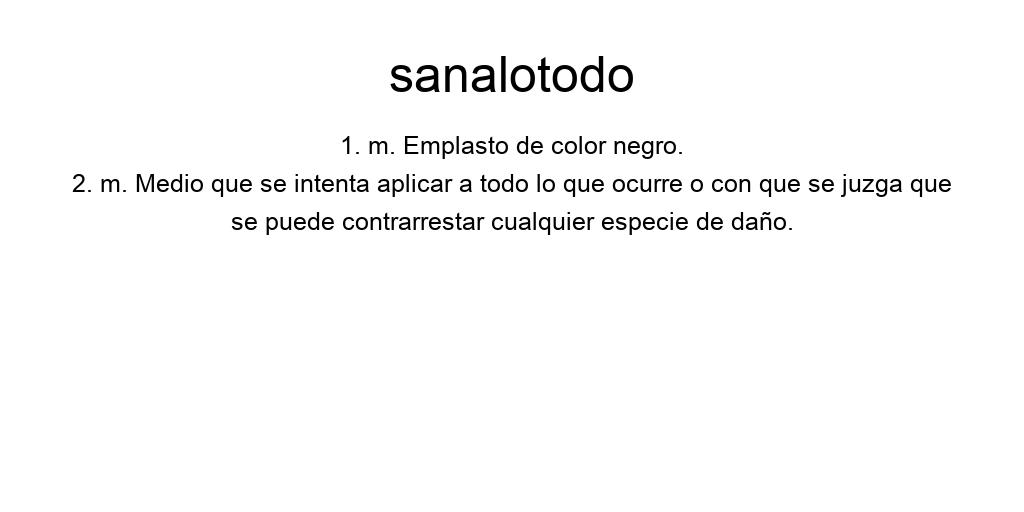 sanalotodo
1. m. Emplasto de color negro.
2. m. Medio que se intenta aplicar a todo lo que ocurre o con que se juzga que
se puede contrarrestar cualquier especie de daño.